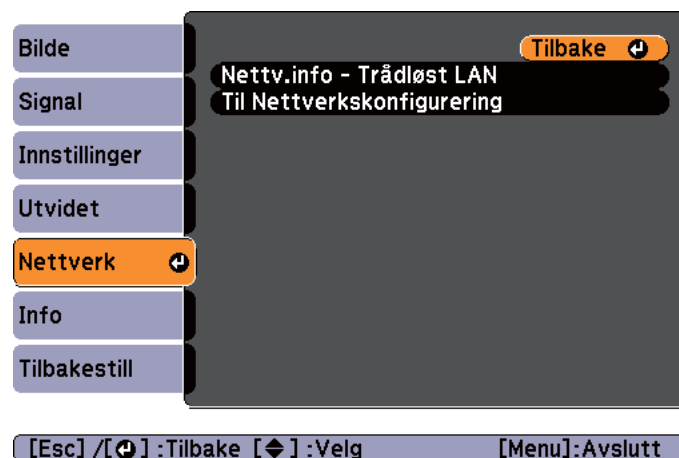 Bilde
Signal
Innstillinger
Utvidet
Nettverk
Info
Tilbakestill
Tilbake
Nettv.info - Trådløst LAN
Til Nettverkskonfigurering
[Esc] /[⏎] :Tilbake [◆] :Velg [Menu]:Avslutt